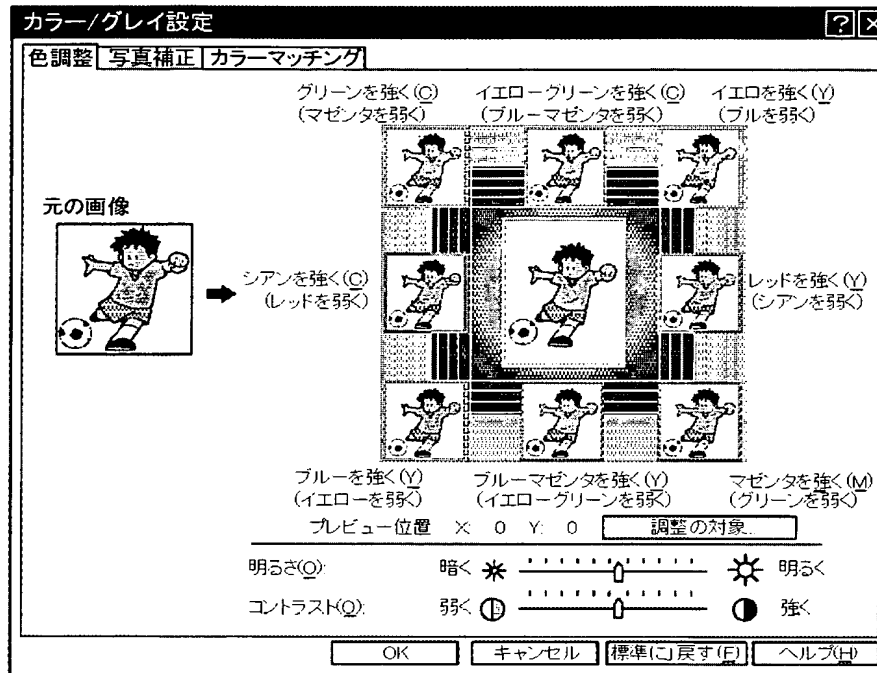 カラー/グレイ設定 ? ×
色調整 写真補正 カラーマッチング
グリーンを強く(C) イエローグリーンを強く(C) イエロを強く(Y)
(マゼンタを弱く) (ブルーマゼンタを弱く) (ブルを弱く)
元の画像
シアンを強く(C) レッドを強く(Y)
(レッドを弱く) (シアンを弱く)
ブルーを強く(Y) ブルーマゼンタを強く(Y) マゼンタを強く(M)
(イエローを弱く) (イエローグリーンを弱く) (グリーンを弱く)
プレビュー位置 X: 0 Y: 0 調整の対象...
明るさ(O): 暗く 明るく
コントラスト(O): 弱く 強く
OK キャンセル 標準に戻す(F) ヘルプ(H)